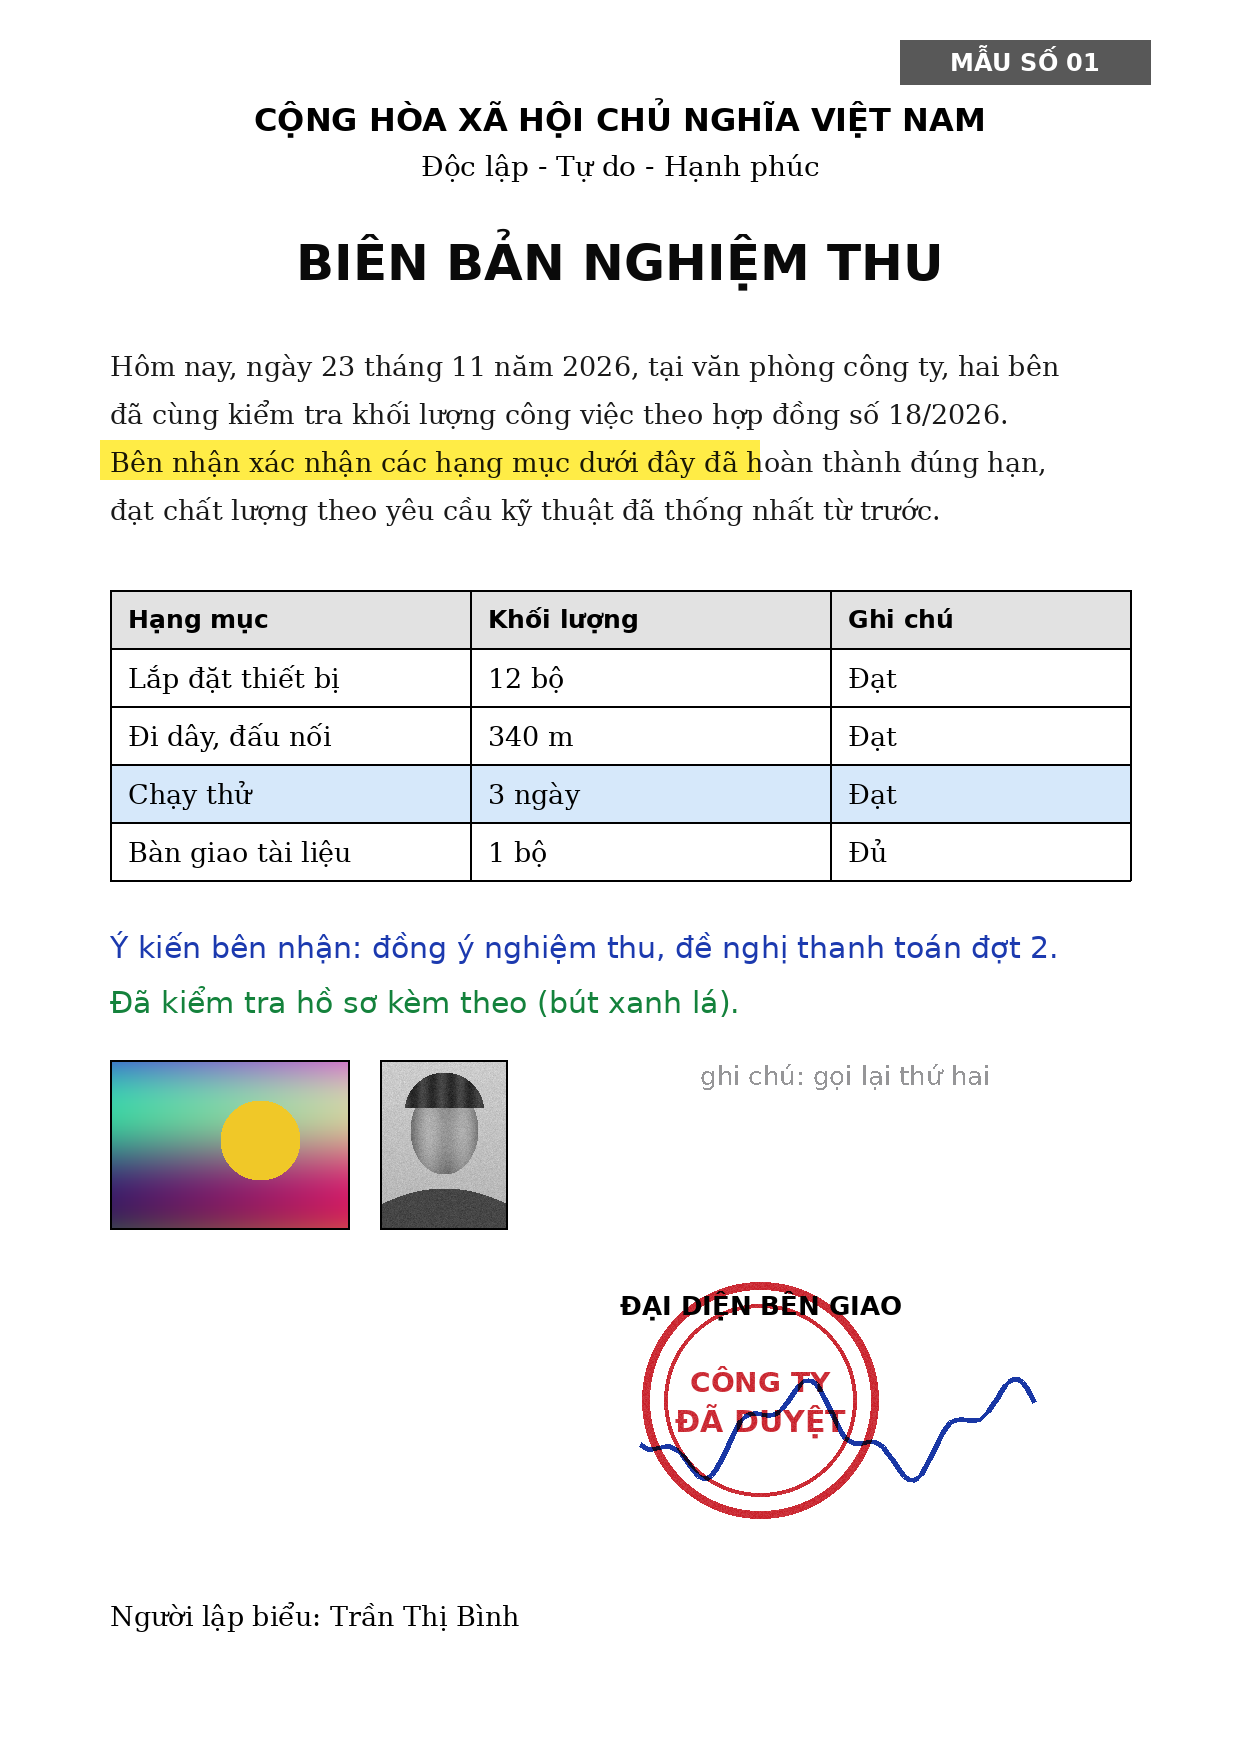 MẪU SỐ 01
CỘNG HÒA XÃ HỘI CHỦ NGHĨA VIỆT NAM
Độc lập - Tự do - Hạnh phúc
BIÊN BẢN NGHIỆM THU
Hôm nay, ngày 23 tháng 11 năm 2026, tại văn phòng công ty, hai bên
đã cùng kiểm tra khối lượng công việc theo hợp đồng số 18/2026.
Bên nhận xác nhận các hạng mục dưới đây đã hoàn thành đúng hạn,
đạt chất lượng theo yêu cầu kỹ thuật đã thống nhất từ trước.
Hạng mục Khối lượng Ghi chú
Lắp đặt thiết bị 12 bộ Đạt
Đi dây, đấu nối 340 m Đạt
Chạy thử 3 ngày Đạt
Bàn giao tài liệu 1 bộ Đủ
Ý kiến bên nhận: đồng ý nghiệm thu, đề nghị thanh toán đợt 2.
Đã kiểm tra hồ sơ kèm theo (bút xanh lá).
ghi chú: gọi lại thứ hai
ĐẠI DIỆN BÊN GIAO
CÔNG TY
ĐÃ DUYỆT
Người lập biểu: Trần Thị Bình